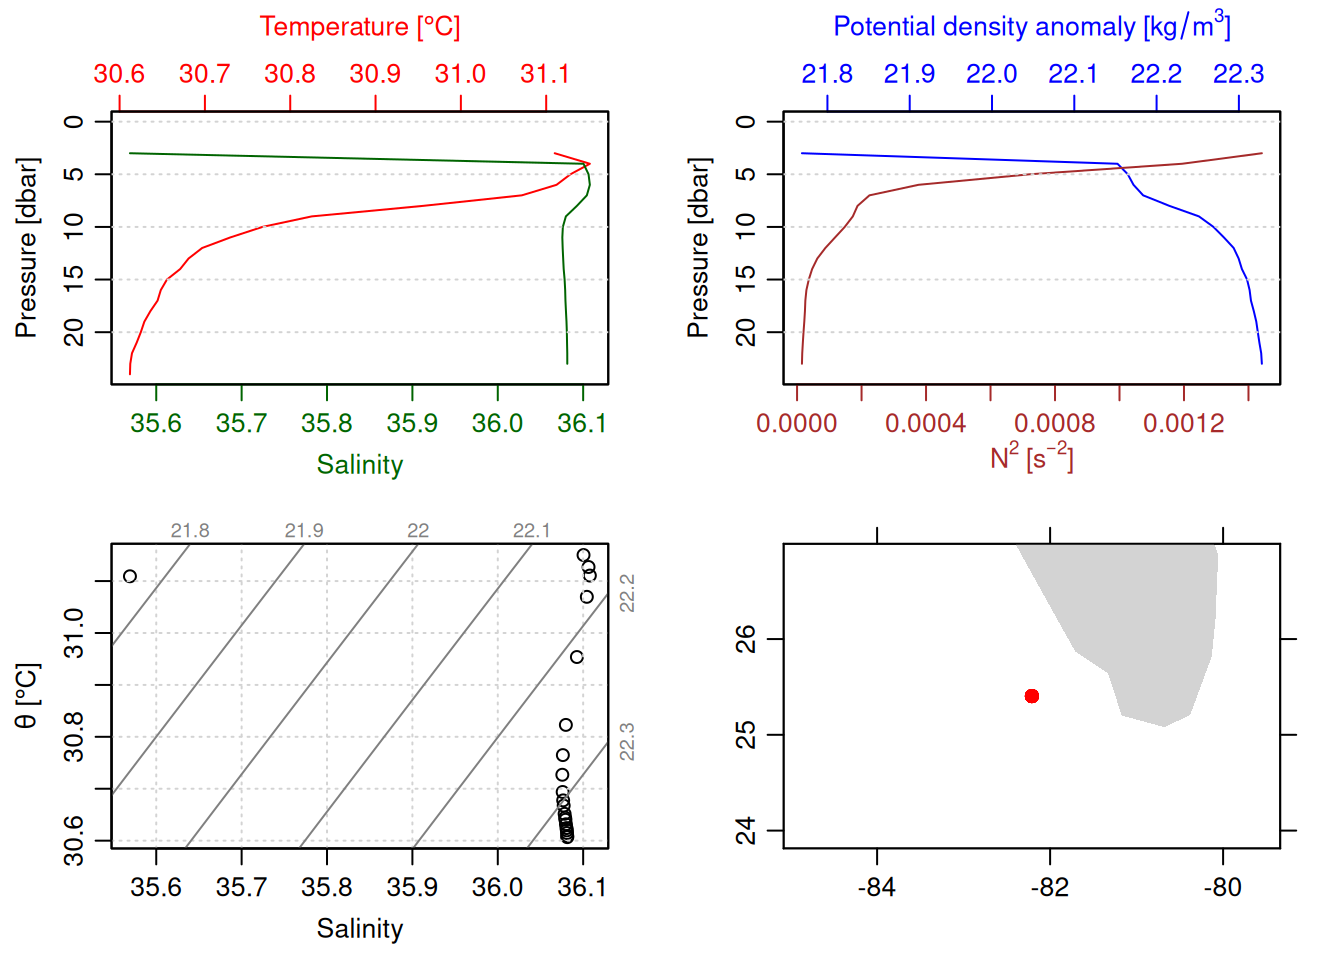 Temperature [°C]
30.6 30.7 30.8 30.9 31.0 31.1
Pressure [dbar]
0 5 10 15 20
35.6 35.7 35.8 35.9 36.0 36.1
Salinity
Potential density anomaly [kg/m³]
21.8 21.9 22.0 22.1 22.2 22.3
Pressure [dbar]
0 5 10 15 20
0.0000 0.0004 0.0008 0.0012
N² [s⁻²]
21.8 21.9 22 22.1
22.2
22.3
θ [°C]
30.6 30.8 31.0
35.6 35.7 35.8 35.9 36.0 36.1
Salinity
26
25
24
-84 -82 -80